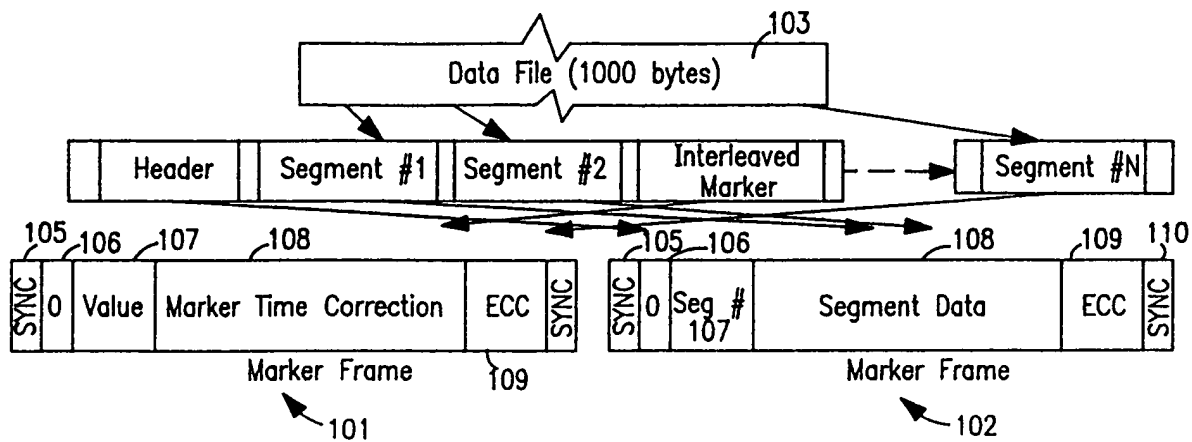 103
Data File (1000 bytes)
Header
Segment #1
Segment #2
Interleaved
Marker
Segment #N
105
106
107
108
105
106
108
109
110
SYNC
0
Value
Marker Time Correction
ECC
SYNC
SYNC
0
Seg #
107
Segment Data
ECC
SYNC
Marker Frame
109
Marker Frame
101
102